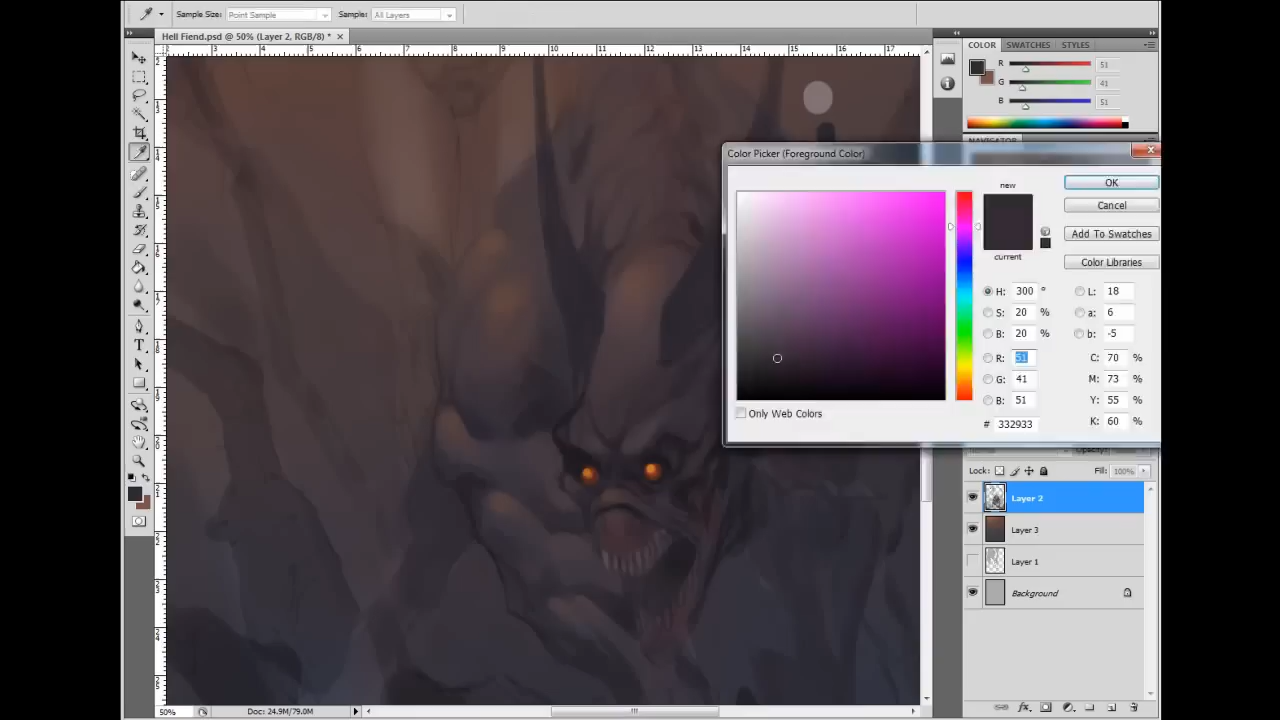 Sample Size: Point Sample Sample: All Layers
Hell Fiend.psd @ 50% (Layer 2, RGB/8) * ×
COLOR SWATCHES STYLES
R 51
G 41
B 51
NAVIGATOR
Color Picker (Foreground Color)
new
current
OK
Cancel
Add To Swatches
Color Libraries
H: 300 °
S: 20 %
B: 20 %
R: 51
G: 41
B: 51
# 332933
L: 18
a: 6
b: -5
C: 70 %
M: 73 %
Y: 55 %
K: 60 %
Only Web Colors
Lock: Fill: 100%
Layer 2
Layer 3
Layer 1
Background
50% Doc: 24.9M/79.0M